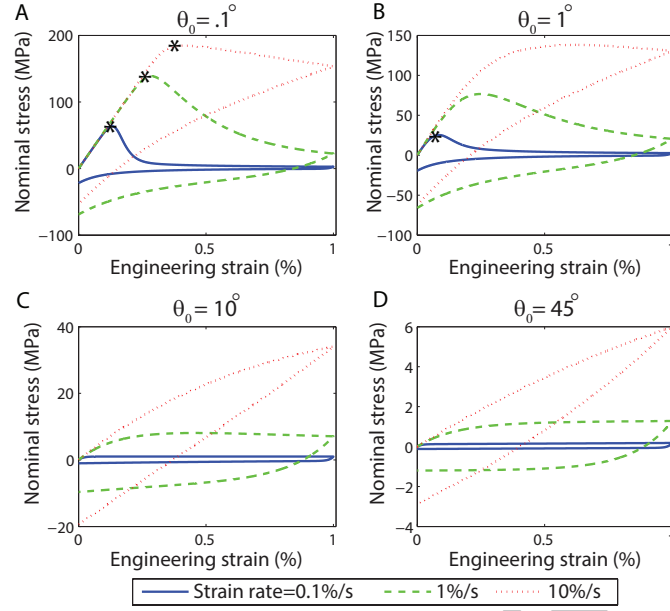 A
θ₀ = .1°
Nominal stress (MPa)
200
100
0
−100
0
0.5
1
Engineering strain (%)
B
θ₀ = 1°
Nominal stress (MPa)
150
100
50
0
−50
−100
0
0.5
1
Engineering strain (%)
C
θ₀ = 10°
Nominal stress (MPa)
40
20
0
−20
0
0.5
1
Engineering strain (%)
D
θ₀ = 45°
Nominal stress (MPa)
6
4
2
0
−2
−4
0
0.5
1
Engineering strain (%)
Strain rate=0.1%/s 1%/s 10%/s